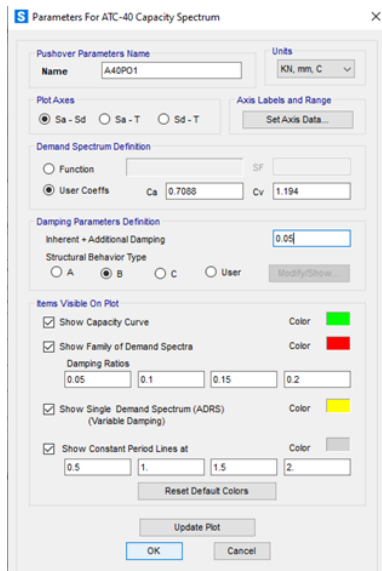 S Parameters For ATC-40 Capacity Spectrum
Pushover Parameters Name
Name A40PO1
Units
KN, mm, C
Plot Axes
Sa - Sd Sa - T Sd - T
Axis Labels and Range
Set Axis Data...
Demand Spectrum Definition
Function SF
User Coeffs Ca 0.7088 Cv 1.194
Damping Parameters Definition
Inherent + Additional Damping 0.05
Structural Behavior Type
A B C User Modify/Show...
Items Visible On Plot
Show Capacity Curve Color
Show Family of Demand Spectra Color
Damping Ratios
0.05 0.1 0.15 0.2
Show Single Demand Spectrum (ADRS) Color
(Variable Damping)
Show Constant Period Lines at Color
0.5 1. 1.5 2.
Reset Default Colors
Update Plot
OK Cancel